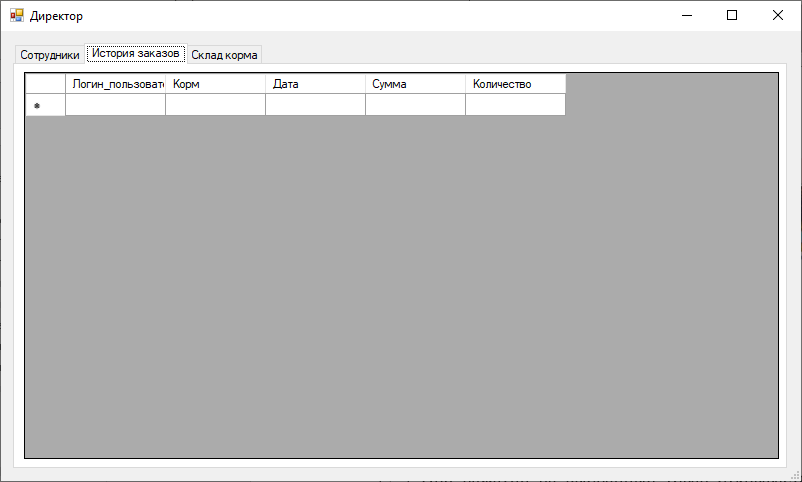 Директор
Сотрудники История заказов Склад корма
Логин_пользовате Корм Дата Сумма Количество